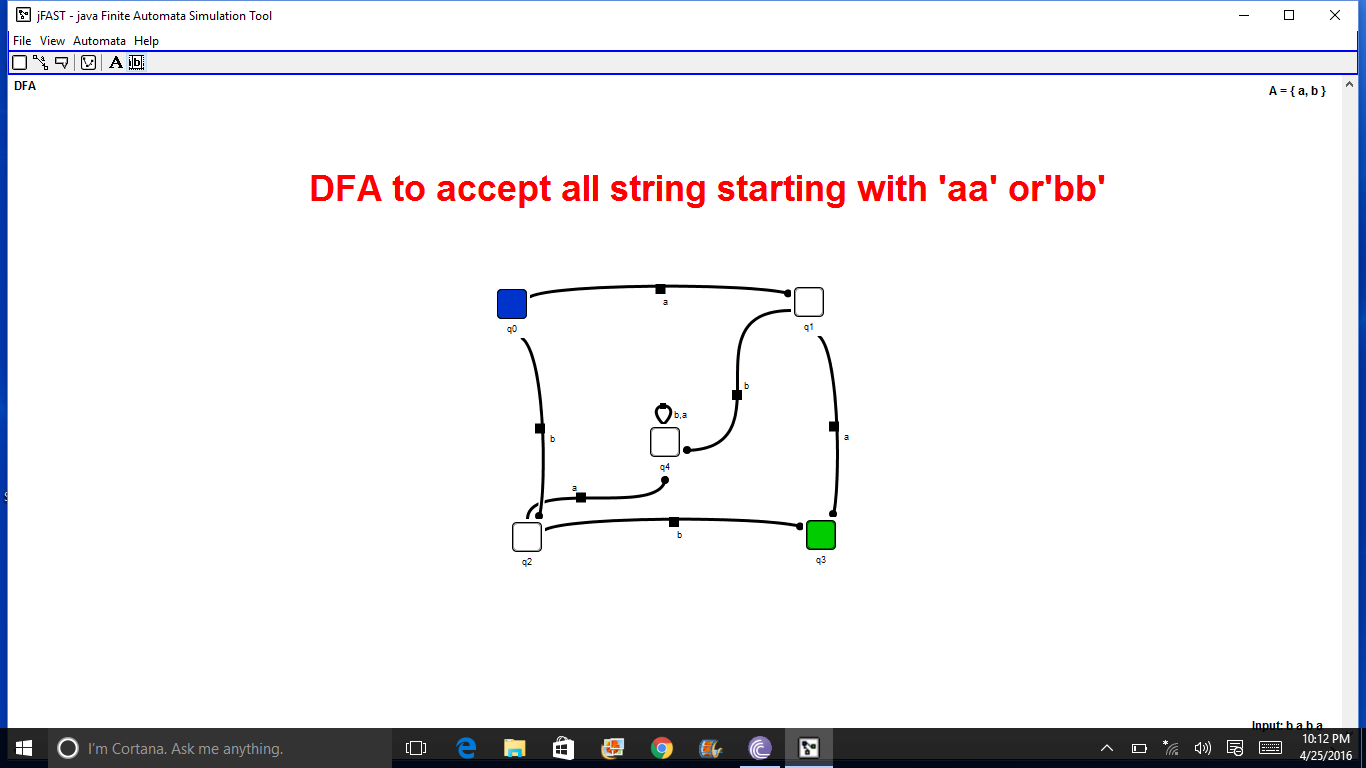 jFAST - java Finite Automata Simulation Tool
File View Automata Help
A b
DFA
A = { a, b }
DFA to accept all string starting with 'aa' or'bb'
a
q0
q1
b
b,a
b
a
q4
a
b
q2
q3
Input: b a b a
I'm Cortana. Ask me anything.
10:12 PM
4/25/2016